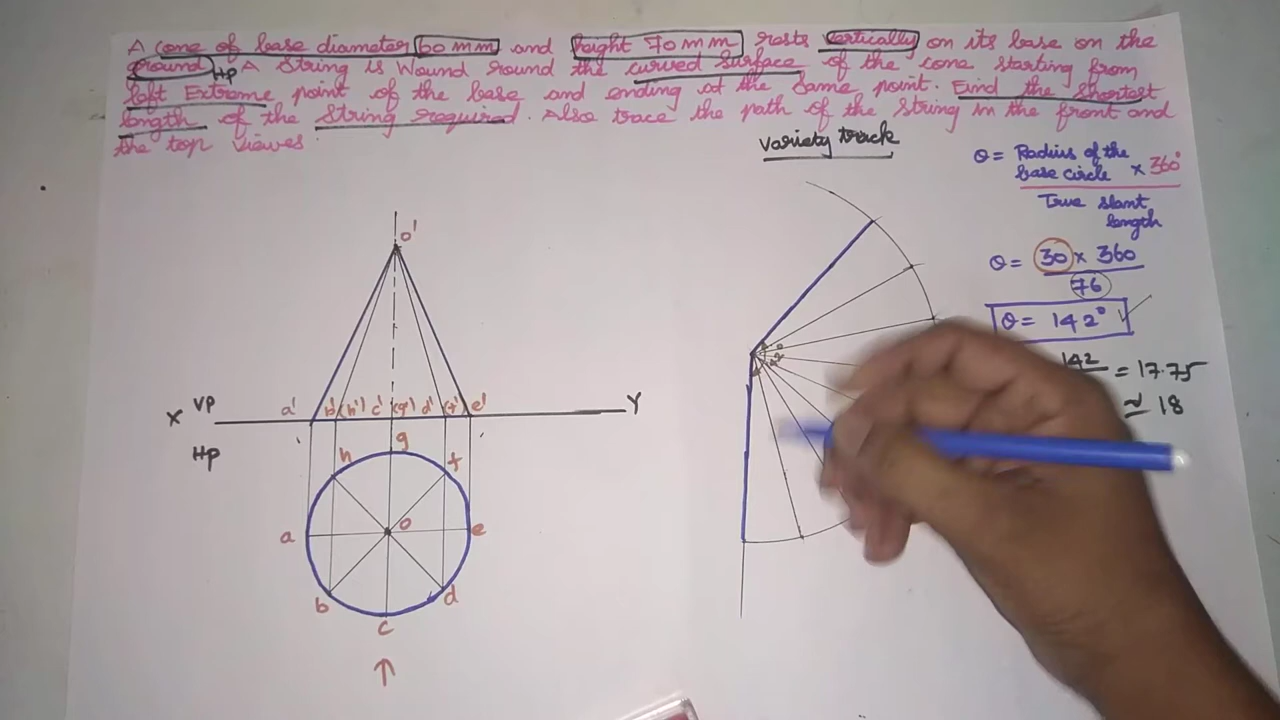 A cone of base diameter 60 mm and height 70 mm rests vertically on its base on the
ground HP. A String is Wound round the curved Surface of the cone starting from
left Extreme point of the base and ending at the Same point. Find the shortest
length of the String required. Also trace the path of the string in the front and
the top views.
variety track
θ = Radius of the base circle × 360°
True slant length
θ = 30 × 360
76
θ = 142°
142 = 17.75
≈ 18
o'
X VP a' b' (h') c' (g') d' (f') e' Y
HP
g
h f
a o e
b d
c